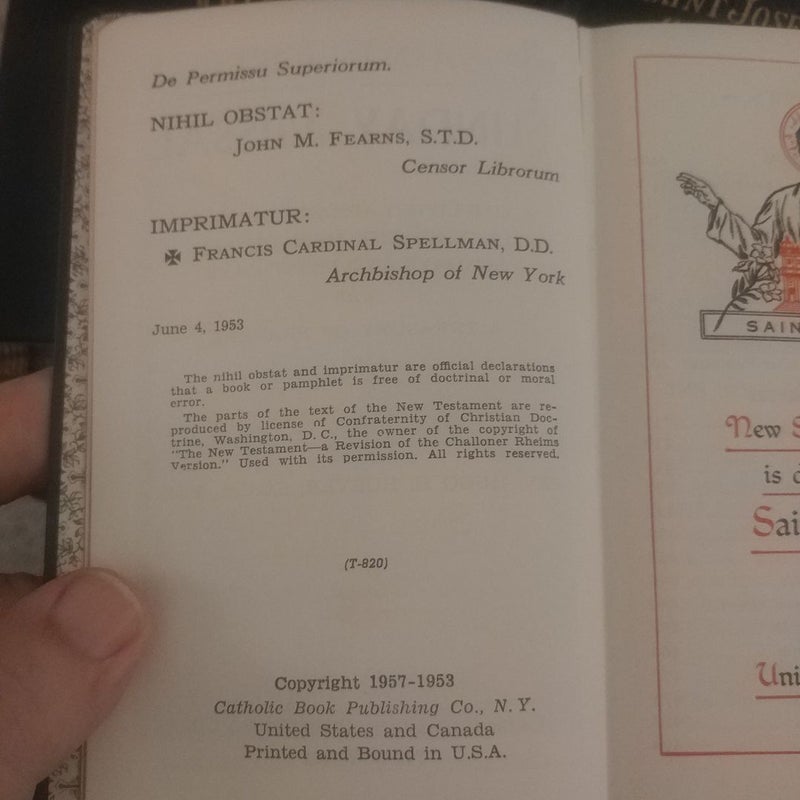 De Permissu Superiorum.
NIHIL OBSTAT:
JOHN M. FEARNS, S.T.D.
Censor Librorum
IMPRIMATUR:
✠ FRANCIS CARDINAL SPELLMAN, D.D.
Archbishop of New York
June 4, 1953
The nihil obstat and imprimatur are official declarations
that a book or pamphlet is free of doctrinal or moral
error.
The parts of the text of the New Testament are re-
produced by license of Confraternity of Christian Doc-
trine, Washington, D. C., the owner of the copyright of
"The New Testament—a Revision of the Challoner Rheims
Version." Used with its permission. All rights reserved.
(T-820)
Copyright 1957-1953
Catholic Book Publishing Co., N. Y.
United States and Canada
Printed and Bound in U.S.A.
SAIN
New S
is
Sai
Uni